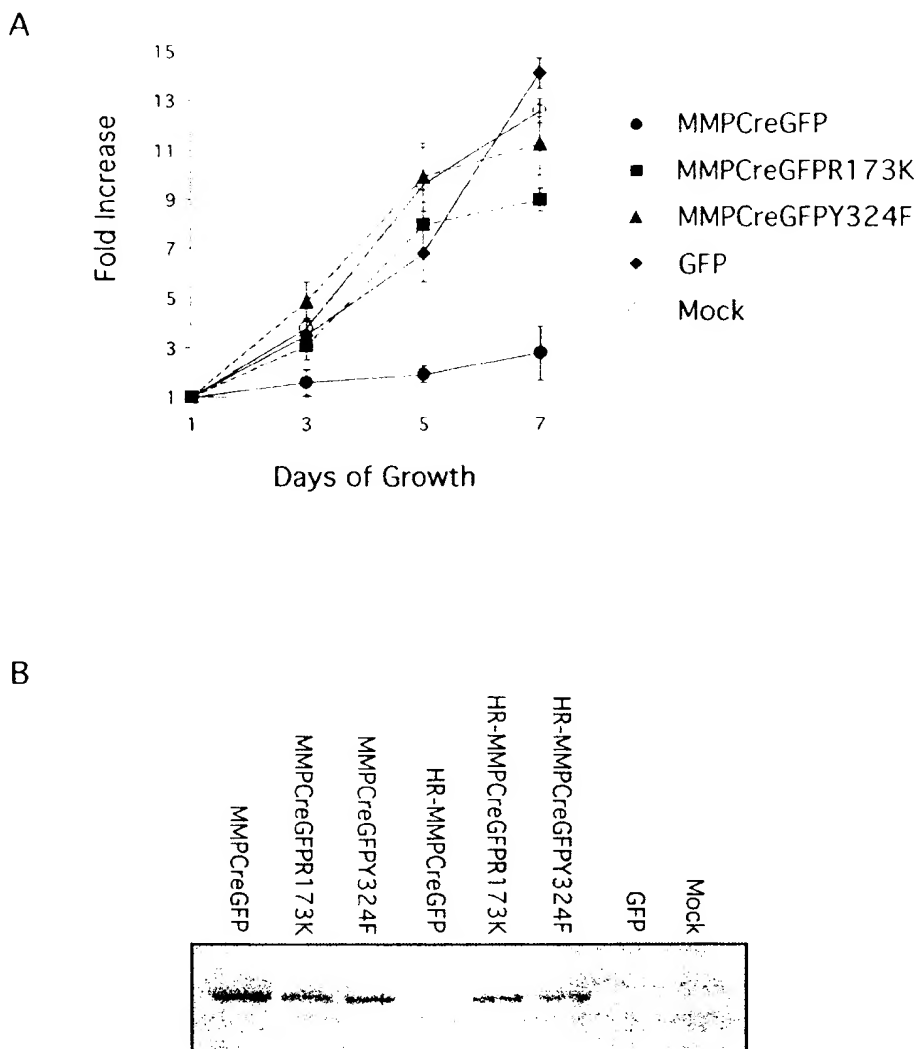 A
15
13
11
9
7
5
3
1
Fold Increase
1 3 5 7
Days of Growth
MMPCreGFP
MMPCreGFPR173K
MMPCreGFPY324F
GFP
Mock
B
MMPCreGFP
MMPCreGFPR173K
MMPCreGFPY324F
HR-MMPCreGFP
HR-MMPCreGFPR173K
HR-MMPCreGFPY324F
GFP
Mock